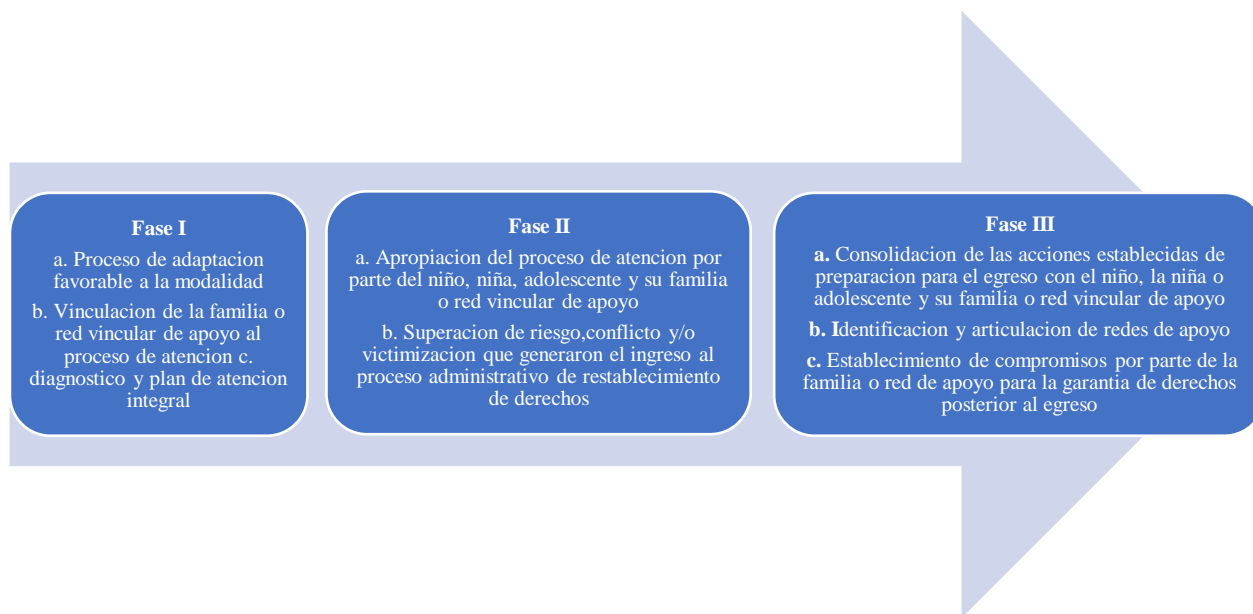 Fase I
a. Proceso de adaptacion
favorable a la modalidad
b. Vinculacion de la familia o
red vincular de apoyo al
proceso de atencion c.
diagnostico y plan de atencion
integral
Fase II
a. Apropiacion del proceso de atencion por
parte del niño, niña, adolescente y su familia
o red vincular de apoyo
b. Superacion de riesgo,conflicto y/o
victimizacion que generaron el ingreso al
proceso administrativo de restablecimiento
de derechos
Fase III
a. Consolidacion de las acciones establecidas de
preparacion para el egreso con el niño, la niña o
adolescente y su familia o red vincular de apoyo
b. Identificacion y articulacion de redes de apoyo
c. Establecimiento de compromisos por parte de la
familia o red de apoyo para la garantia de derechos
posterior al egreso